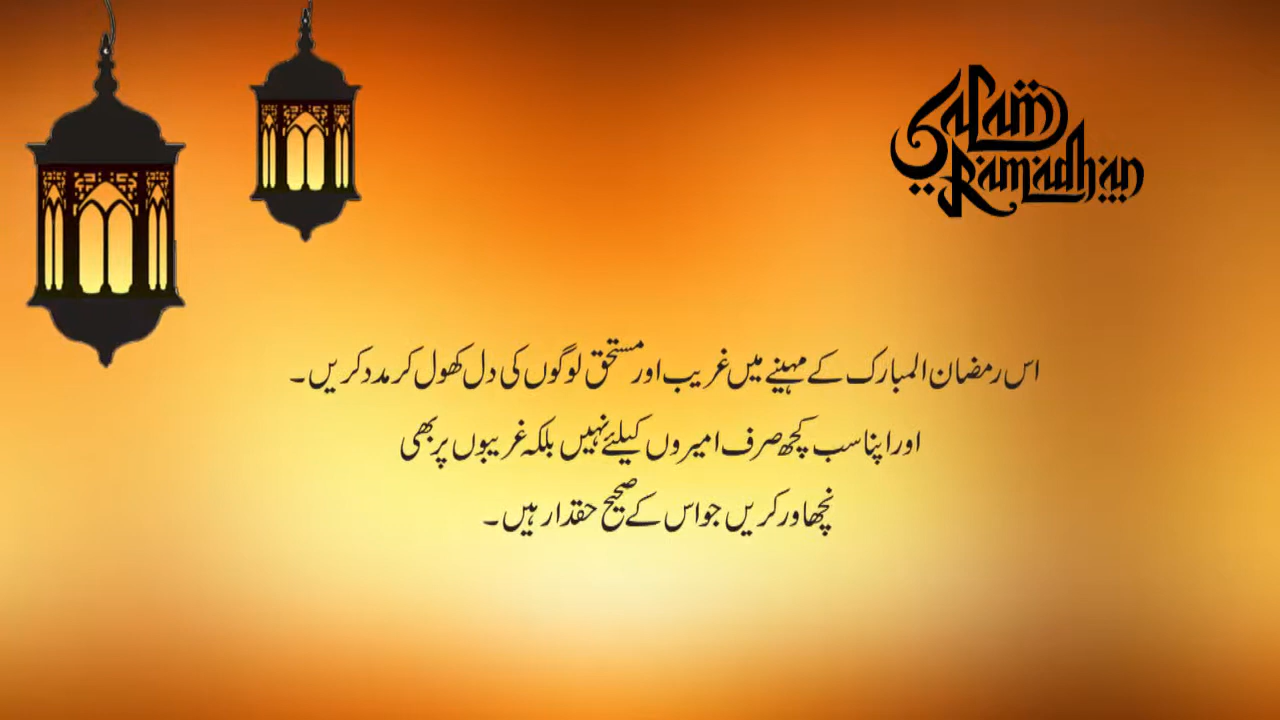 Salam
Ramadhan
اس رمضان المبارک کے مہینے میں غریب اور مستحق لوگوں کی دل کھول کر مدد کریں۔
اور اپنا سب کچھ صرف امیروں کیلئے نہیں بلکہ غریبوں پر بھی
نچھاور کریں جو اس کے صحیح حقدار ہیں۔